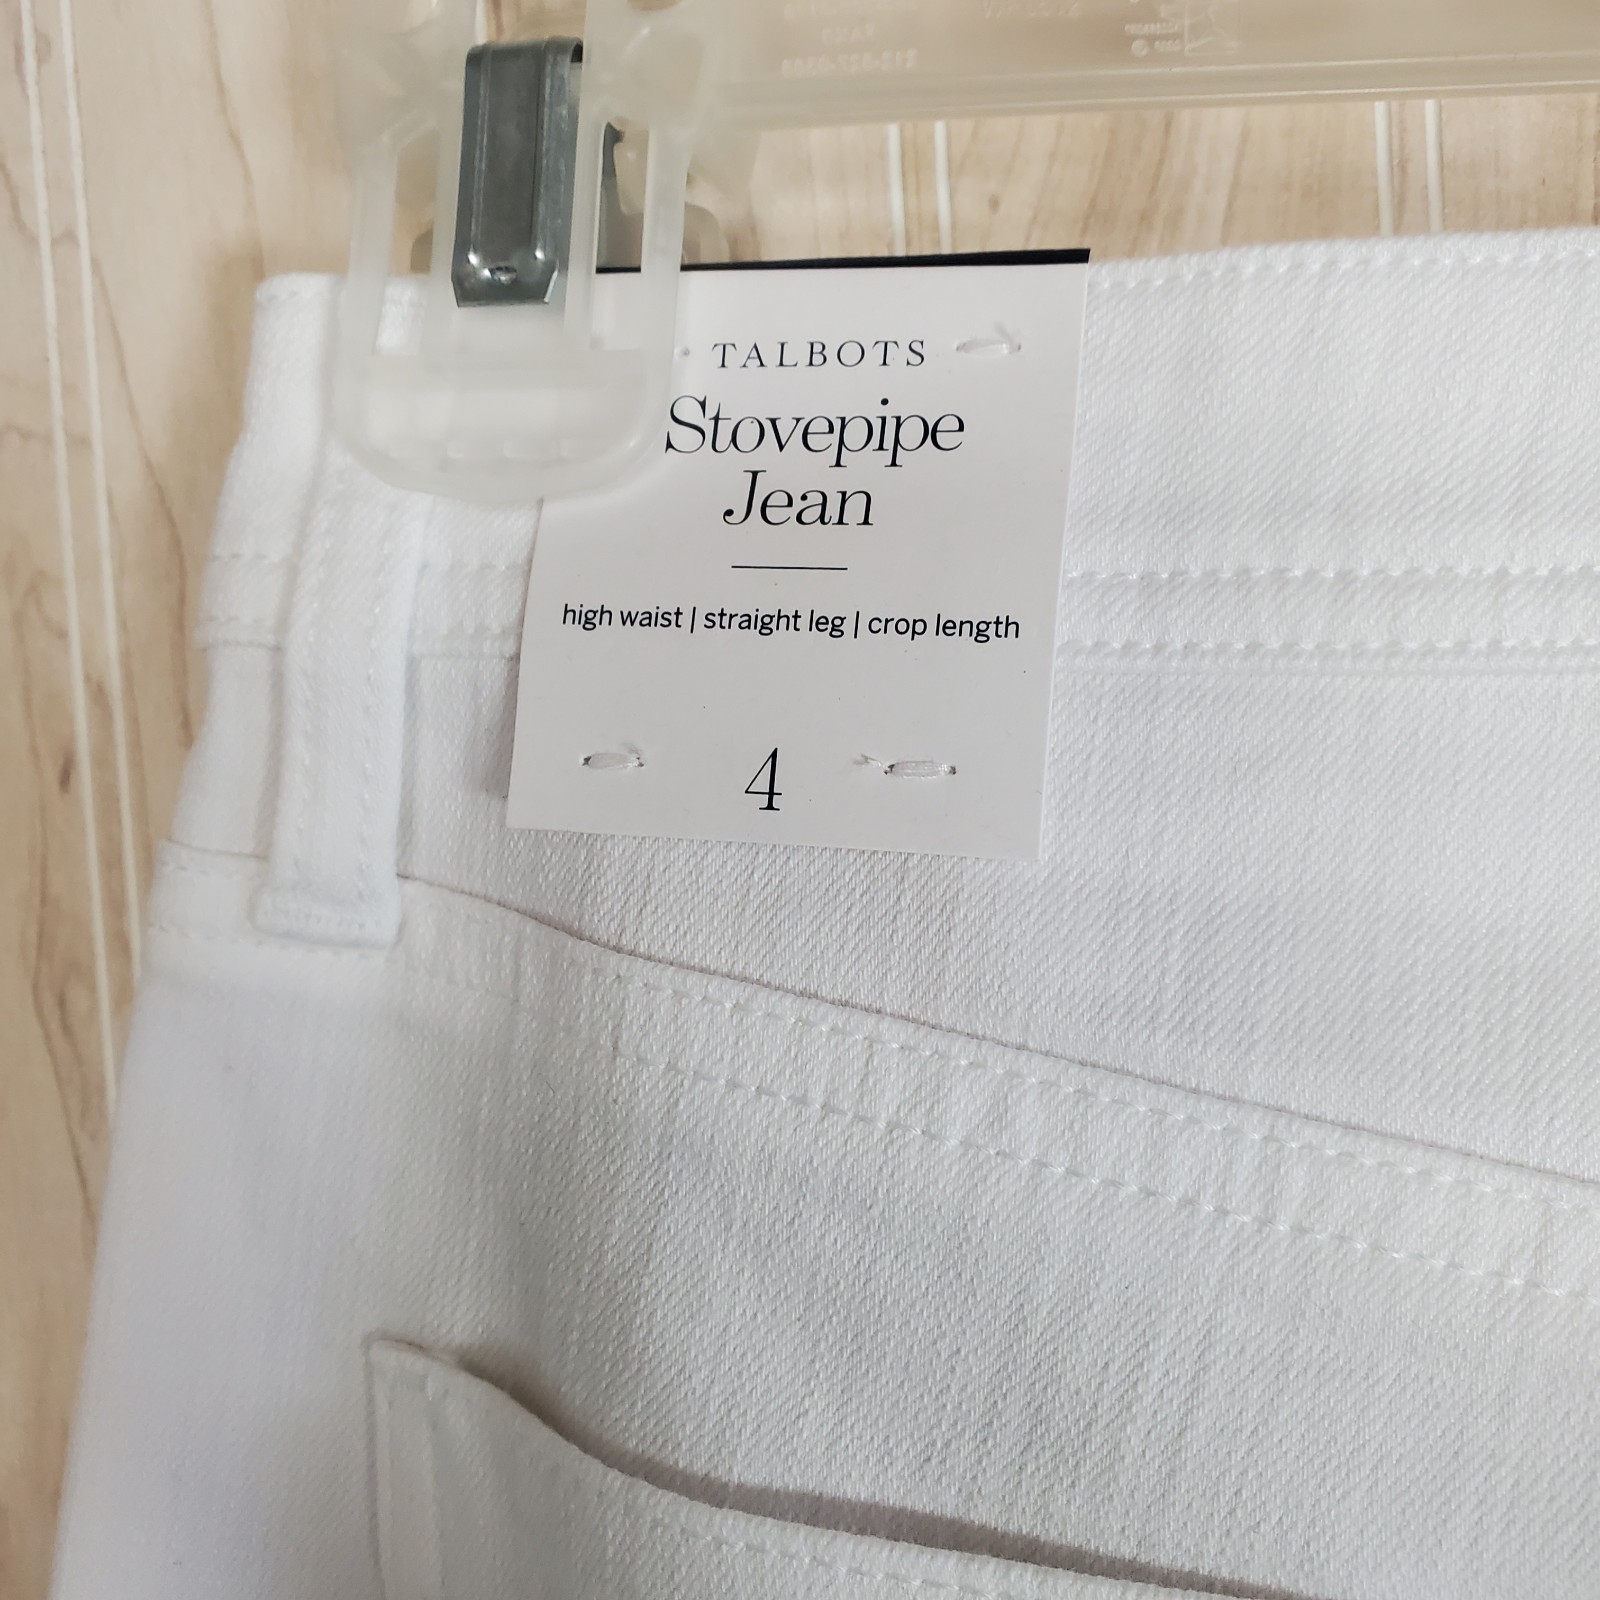 TALBOTS
Stovepipe
Jean
high waist | straight leg | crop length
4